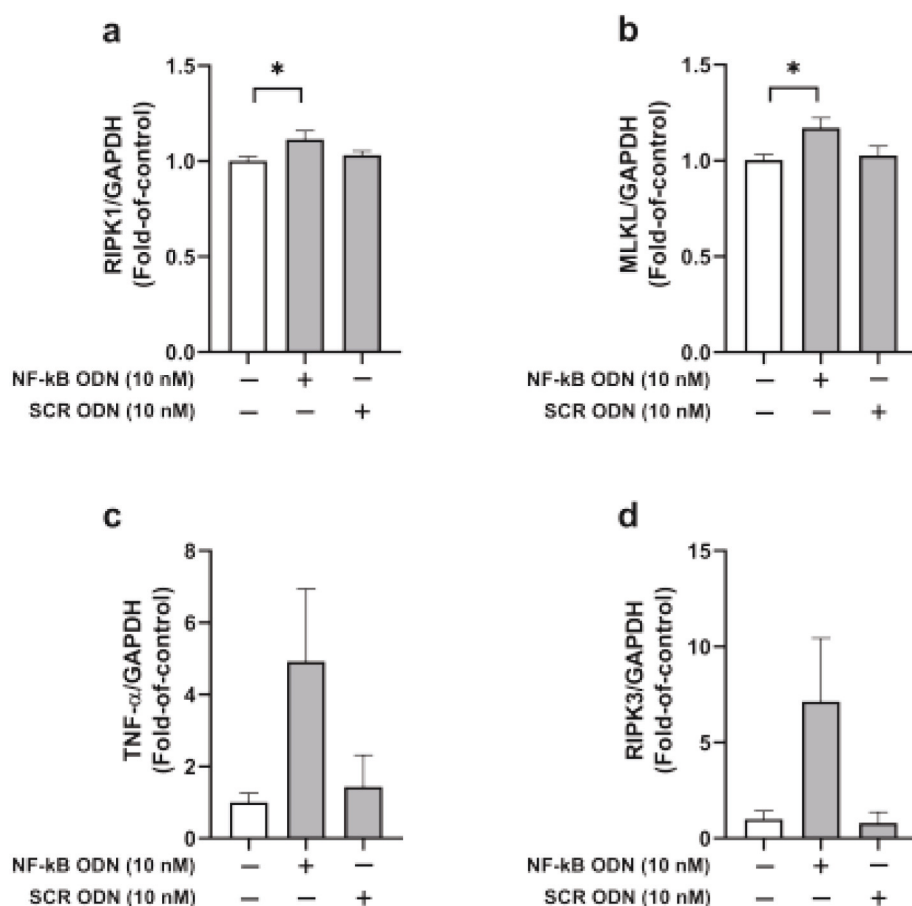 a
*
1.5
1.0
0.5
0.0
RIPK1/GAPDH
(Fold-of-control)
NF-kB ODN (10 nM) – + –
SCR ODN (10 nM) – – +
b
*
1.5
1.0
0.5
0.0
MLKL/GAPDH
(Fold-of-control)
NF-kB ODN (10 nM) – + –
SCR ODN (10 nM) – – +
c
8
6
4
2
0
TNF-α/GAPDH
(Fold-of-control)
NF-kB ODN (10 nM) – + –
SCR ODN (10 nM) – – +
d
15
10
5
0
RIPK3/GAPDH
(Fold-of-control)
NF-kB ODN (10 nM) – + –
SCR ODN (10 nM) – – +